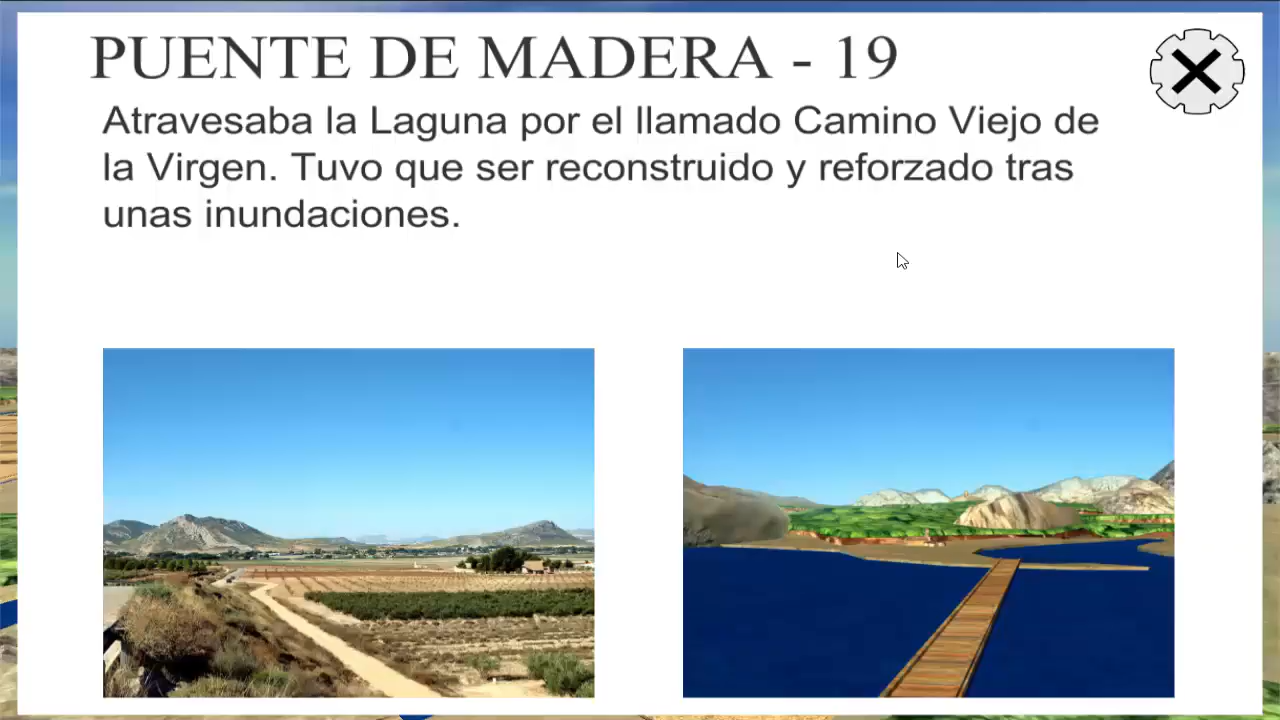 PUENTE DE MADERA - 19
Atravesaba la Laguna por el llamado Camino Viejo de
la Virgen. Tuvo que ser reconstruido y reforzado tras
unas inundaciones.